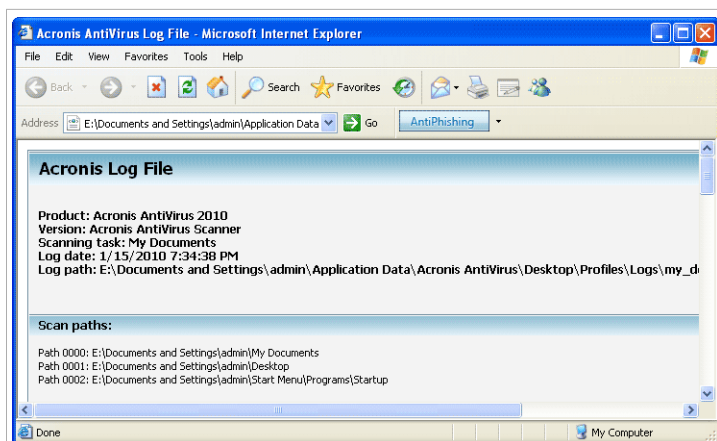 Acronis AntiVirus Log File - Microsoft Internet Explorer
File Edit View Favorites Tools Help
Back Search Favorites
Address E:\Documents and Settings\admin\Application Data Go AntiPhishing
Acronis Log File
Product: Acronis AntiVirus 2010
Version: Acronis AntiVirus Scanner
Scanning task: My Documents
Log date: 1/15/2010 7:34:38 PM
Log path: E:\Documents and Settings\admin\Application Data\Acronis AntiVirus\Desktop\Profiles\Logs\my_d
Scan paths:
Path 0000: E:\Documents and Settings\admin\My Documents
Path 0001: E:\Documents and Settings\admin\Desktop
Path 0002: E:\Documents and Settings\admin\Start Menu\Programs\Startup
Done My Computer